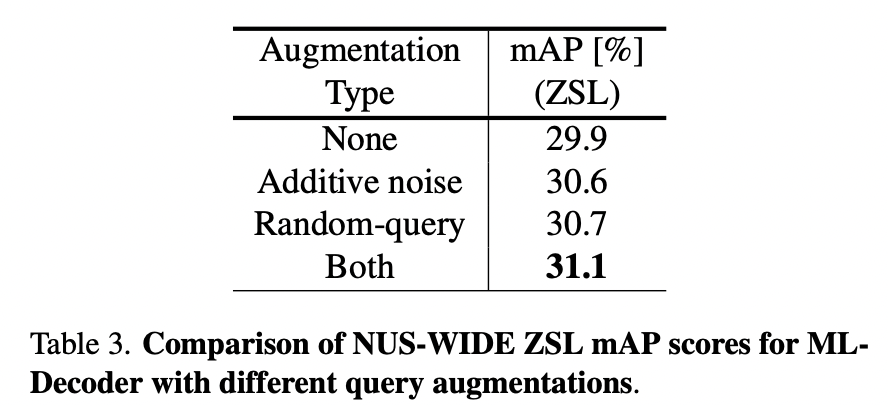 Augmentation mAP [%]
Type (ZSL)
None 29.9
Additive noise 30.6
Random-query 30.7
Both 31.1
Table 3. Comparison of NUS-WIDE ZSL mAP scores for ML-
Decoder with different query augmentations.